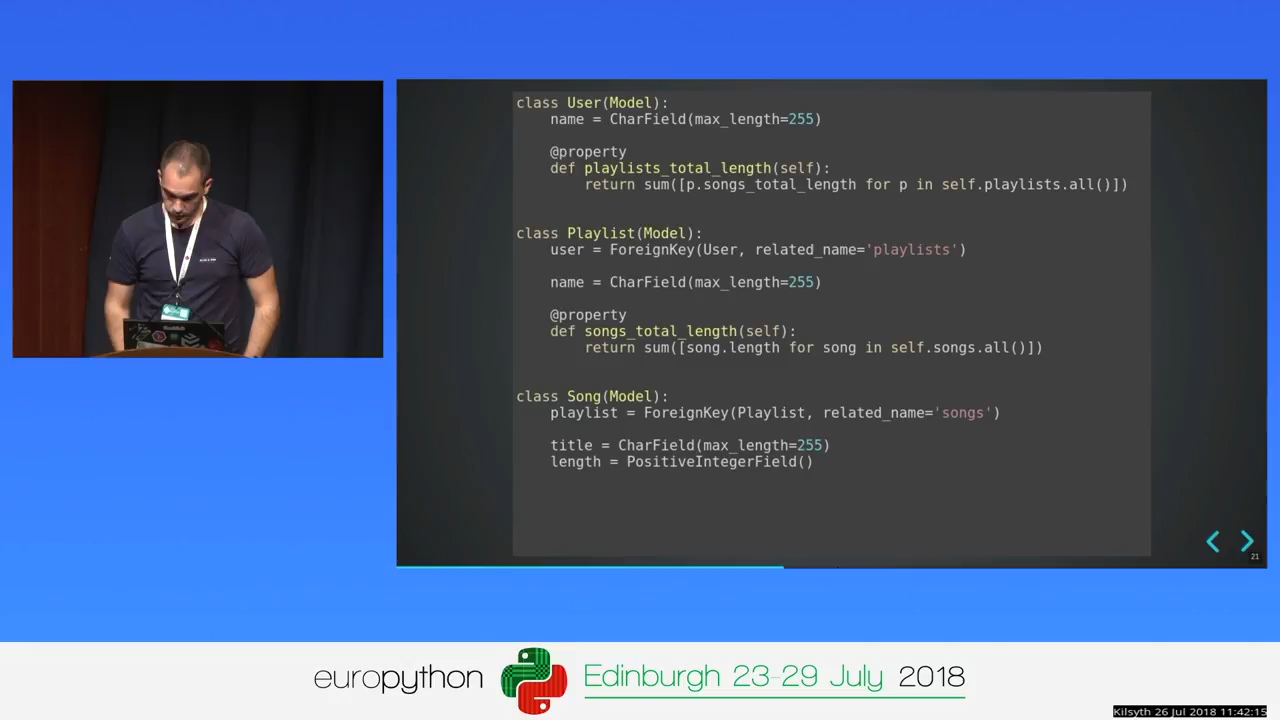 class User(Model):
    name = CharField(max_length=255)

    @property
    def playlists_total_length(self):
        return sum([p.songs_total_length for p in self.playlists.all()])

class Playlist(Model):
    user = ForeignKey(User, related_name='playlists')

    name = CharField(max_length=255)

    @property
    def songs_total_length(self):
        return sum([song.length for song in self.songs.all()])

class Song(Model):
    playlist = ForeignKey(Playlist, related_name='songs')

    title = CharField(max_length=255)
    length = PositiveIntegerField()
21
europython Edinburgh 23-29 July 2018
Kilsyth 26 Jul 2018 11:42:15